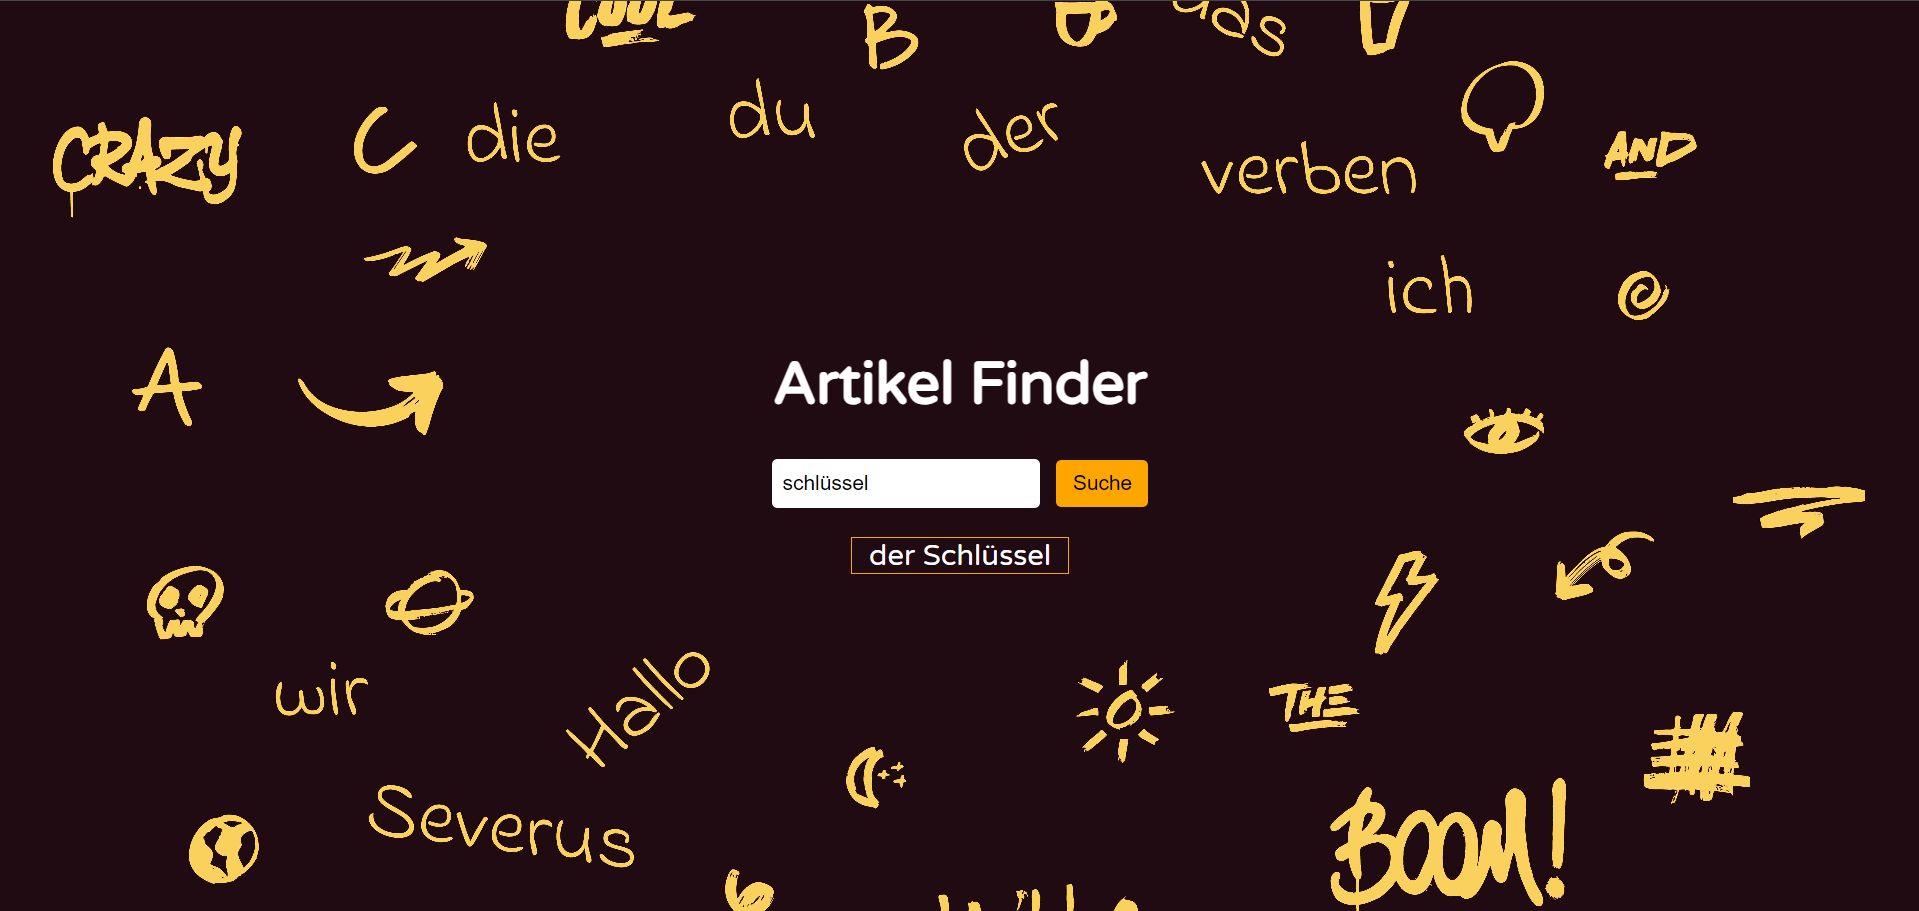 COOL
B
das
CRAZY
C
die
du
der
verben
AND
ich
A
Artikel Finder
schlüssel
Suche
der Schlüssel
wir
Hallo
THE
Severus
BOOM!